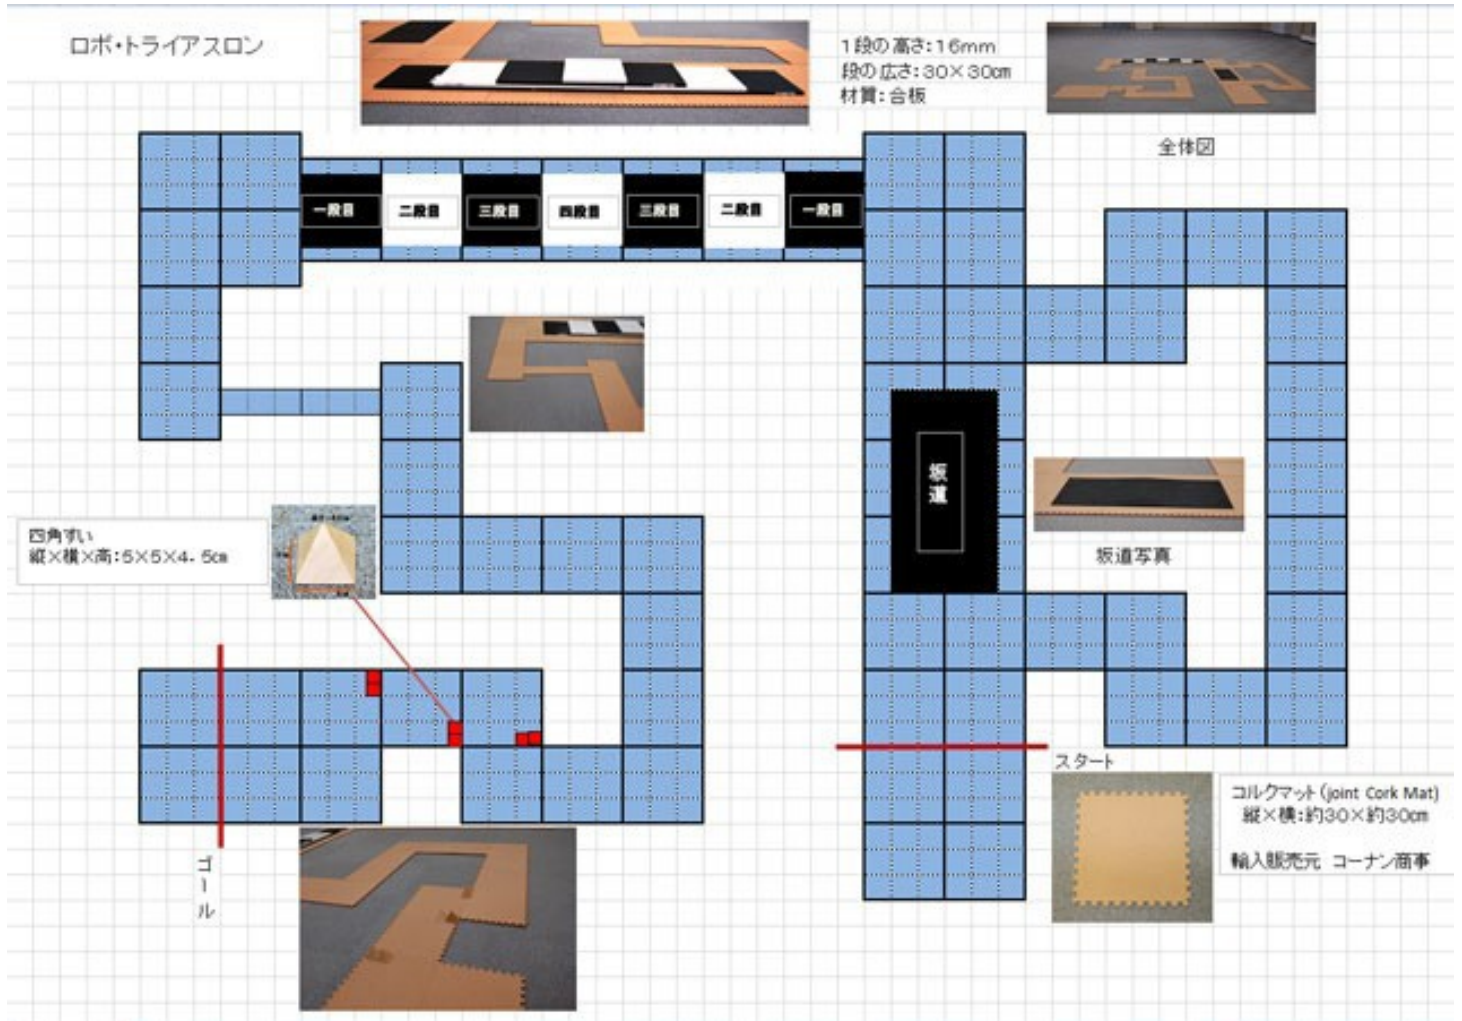 ロボ・トライアスロン
1段の高さ:16mm
段の広さ:30×30cm
材質:合板
全体図
一段目
二段目
三段目
四段目
三段目
二段目
一段目
坂道
坂道写真
四角すい
縦×横×高:5×5×4.5cm
スタート
コルクマット(joint Cork Mat)
縦×横:約30×約30cm
輸入販売元 コーナン商事
ゴール